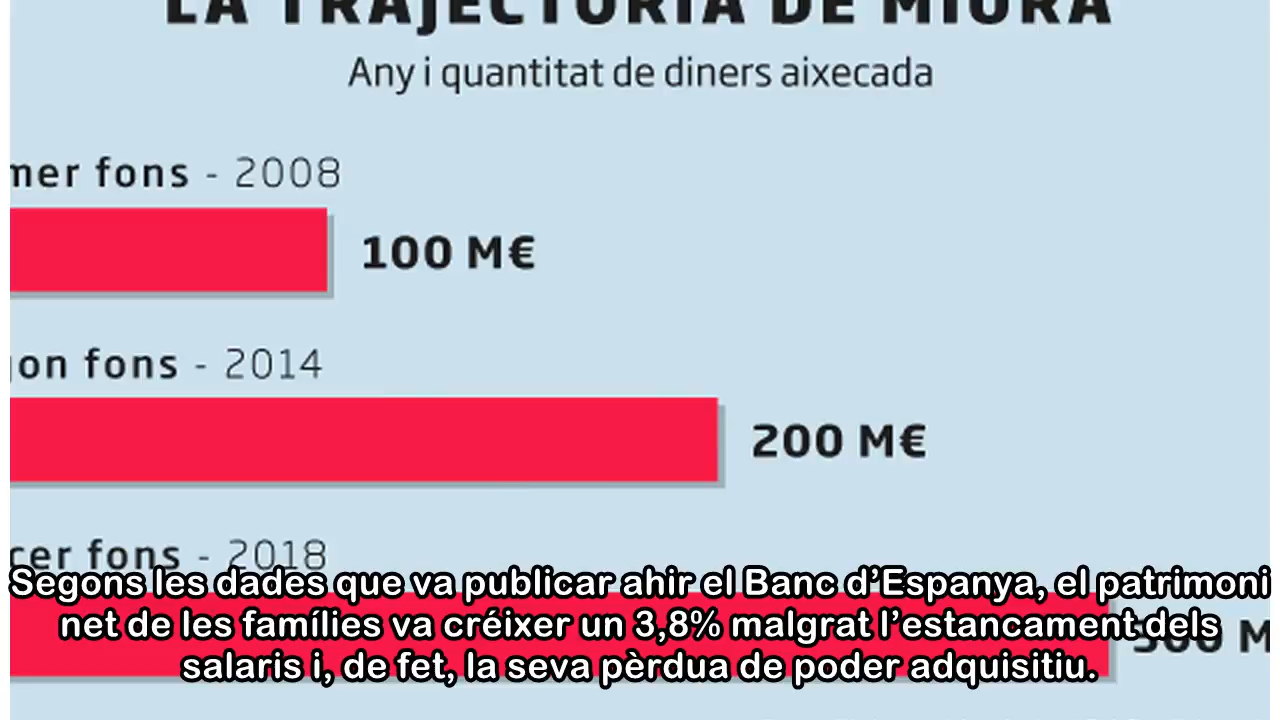 LA TRAJECTÒRIA DE MIURA
Any i quantitat de diners aixecada
mer fons - 2008
100 M€
on fons - 2014
200 M€
cer fons - 2018
Segons les dades que va publicar ahir el Banc d’Espanya, el patrimoni
net de les famílies va créixer un 3,8% malgrat l’estancament dels
salaris i, de fet, la seva pèrdua de poder adquisitiu.